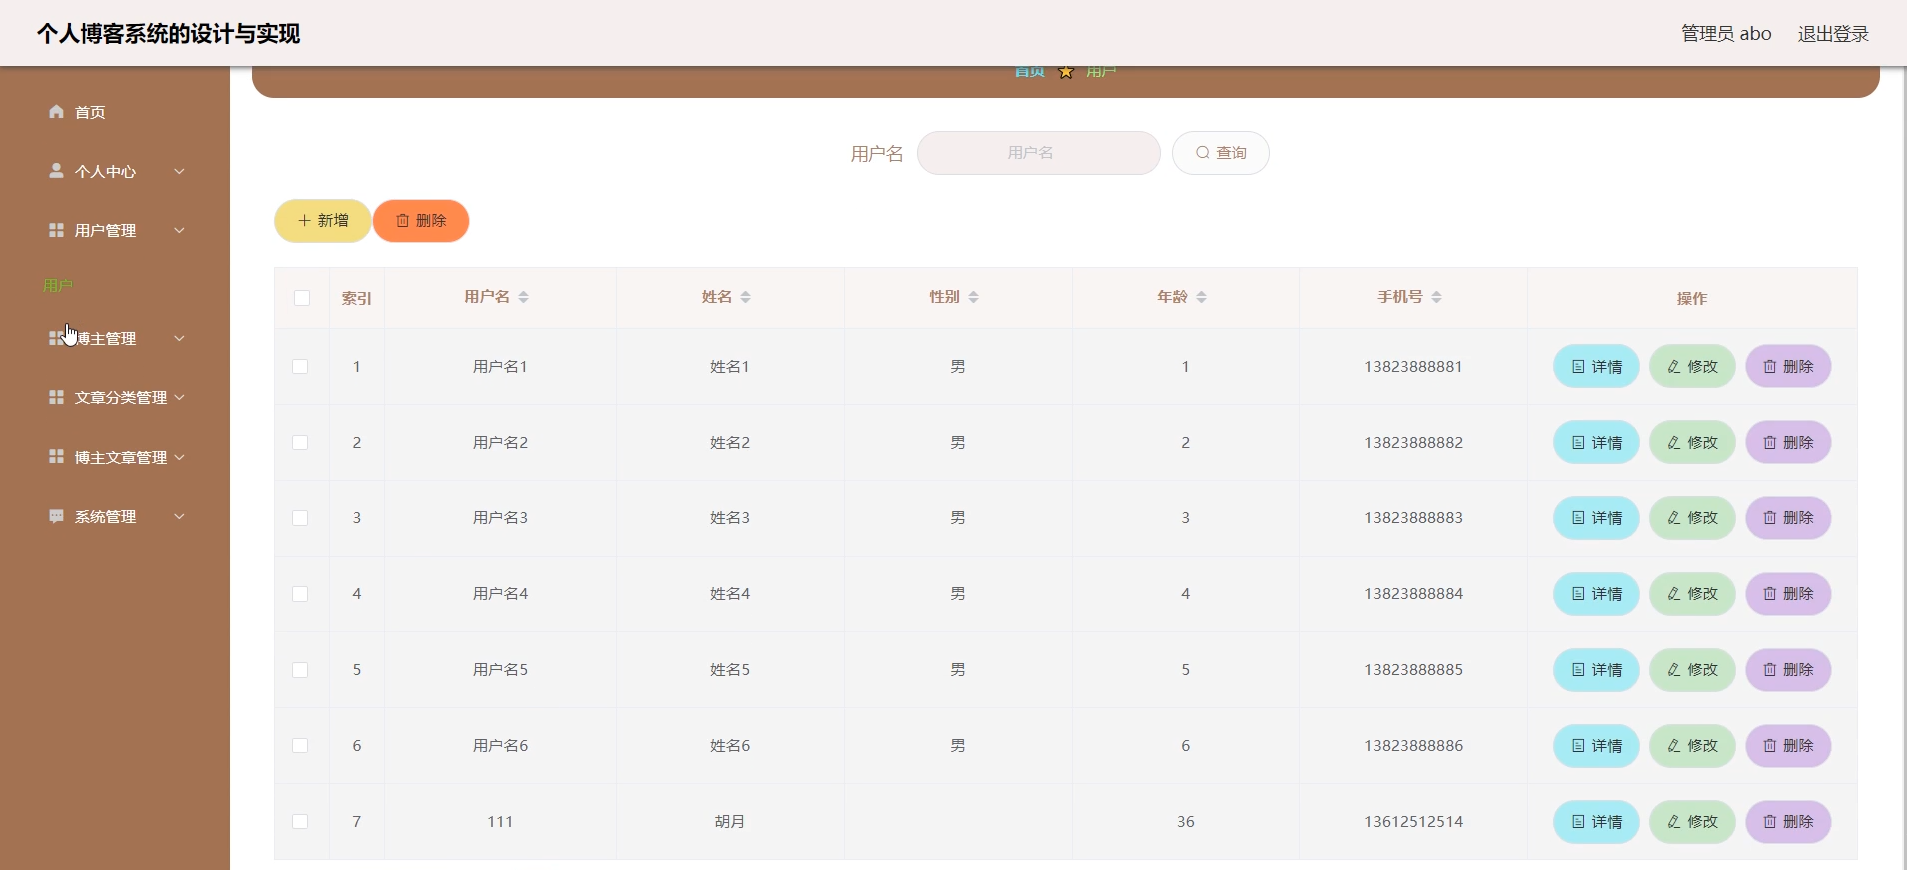 个人博客系统的设计与实现
管理员 abo 退出登录
首页 用户
首页
个人中心
用户管理
用户
博主管理
文章分类管理
博主文章管理
系统管理
用户名 用户名 查询
新增 删除
索引 用户名 姓名 性别 年龄 手机号 操作
1 用户名1 姓名1 男 1 13823888881 详情 修改 删除
2 用户名2 姓名2 男 2 13823888882 详情 修改 删除
3 用户名3 姓名3 男 3 13823888883 详情 修改 删除
4 用户名4 姓名4 男 4 13823888884 详情 修改 删除
5 用户名5 姓名5 男 5 13823888885 详情 修改 删除
6 用户名6 姓名6 男 6 13823888886 详情 修改 删除
7 111 胡月 36 13612512514 详情 修改 删除